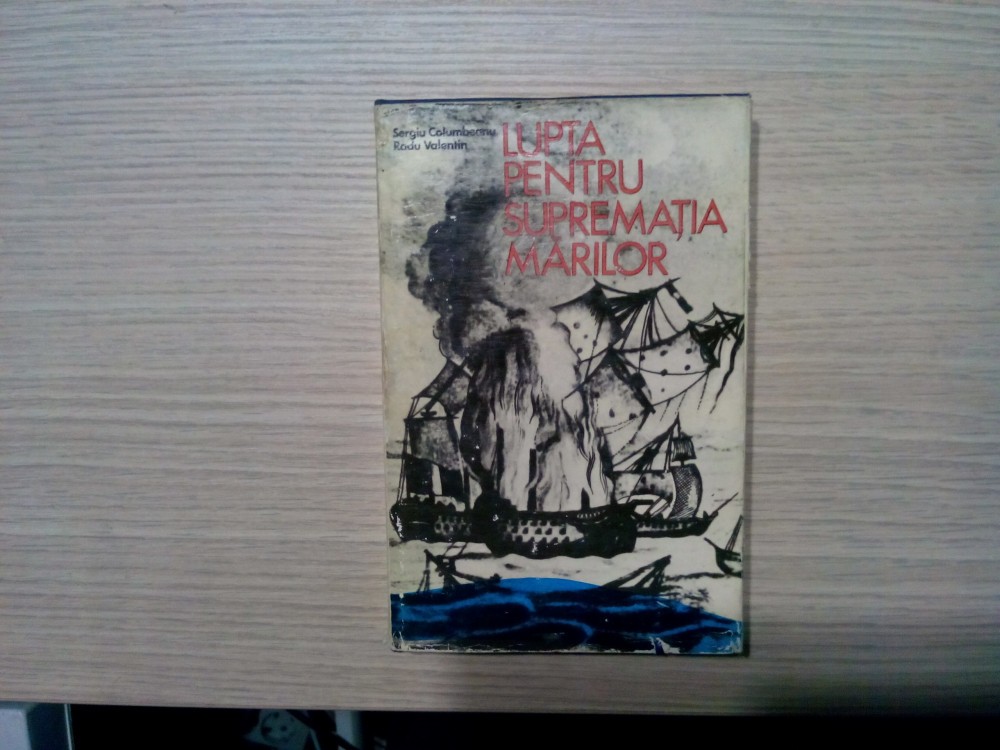 Sergiu Columbeanu
Radu Valentin
LUPTA
PENTRU
SUPREMAȚIA
MĂRILOR